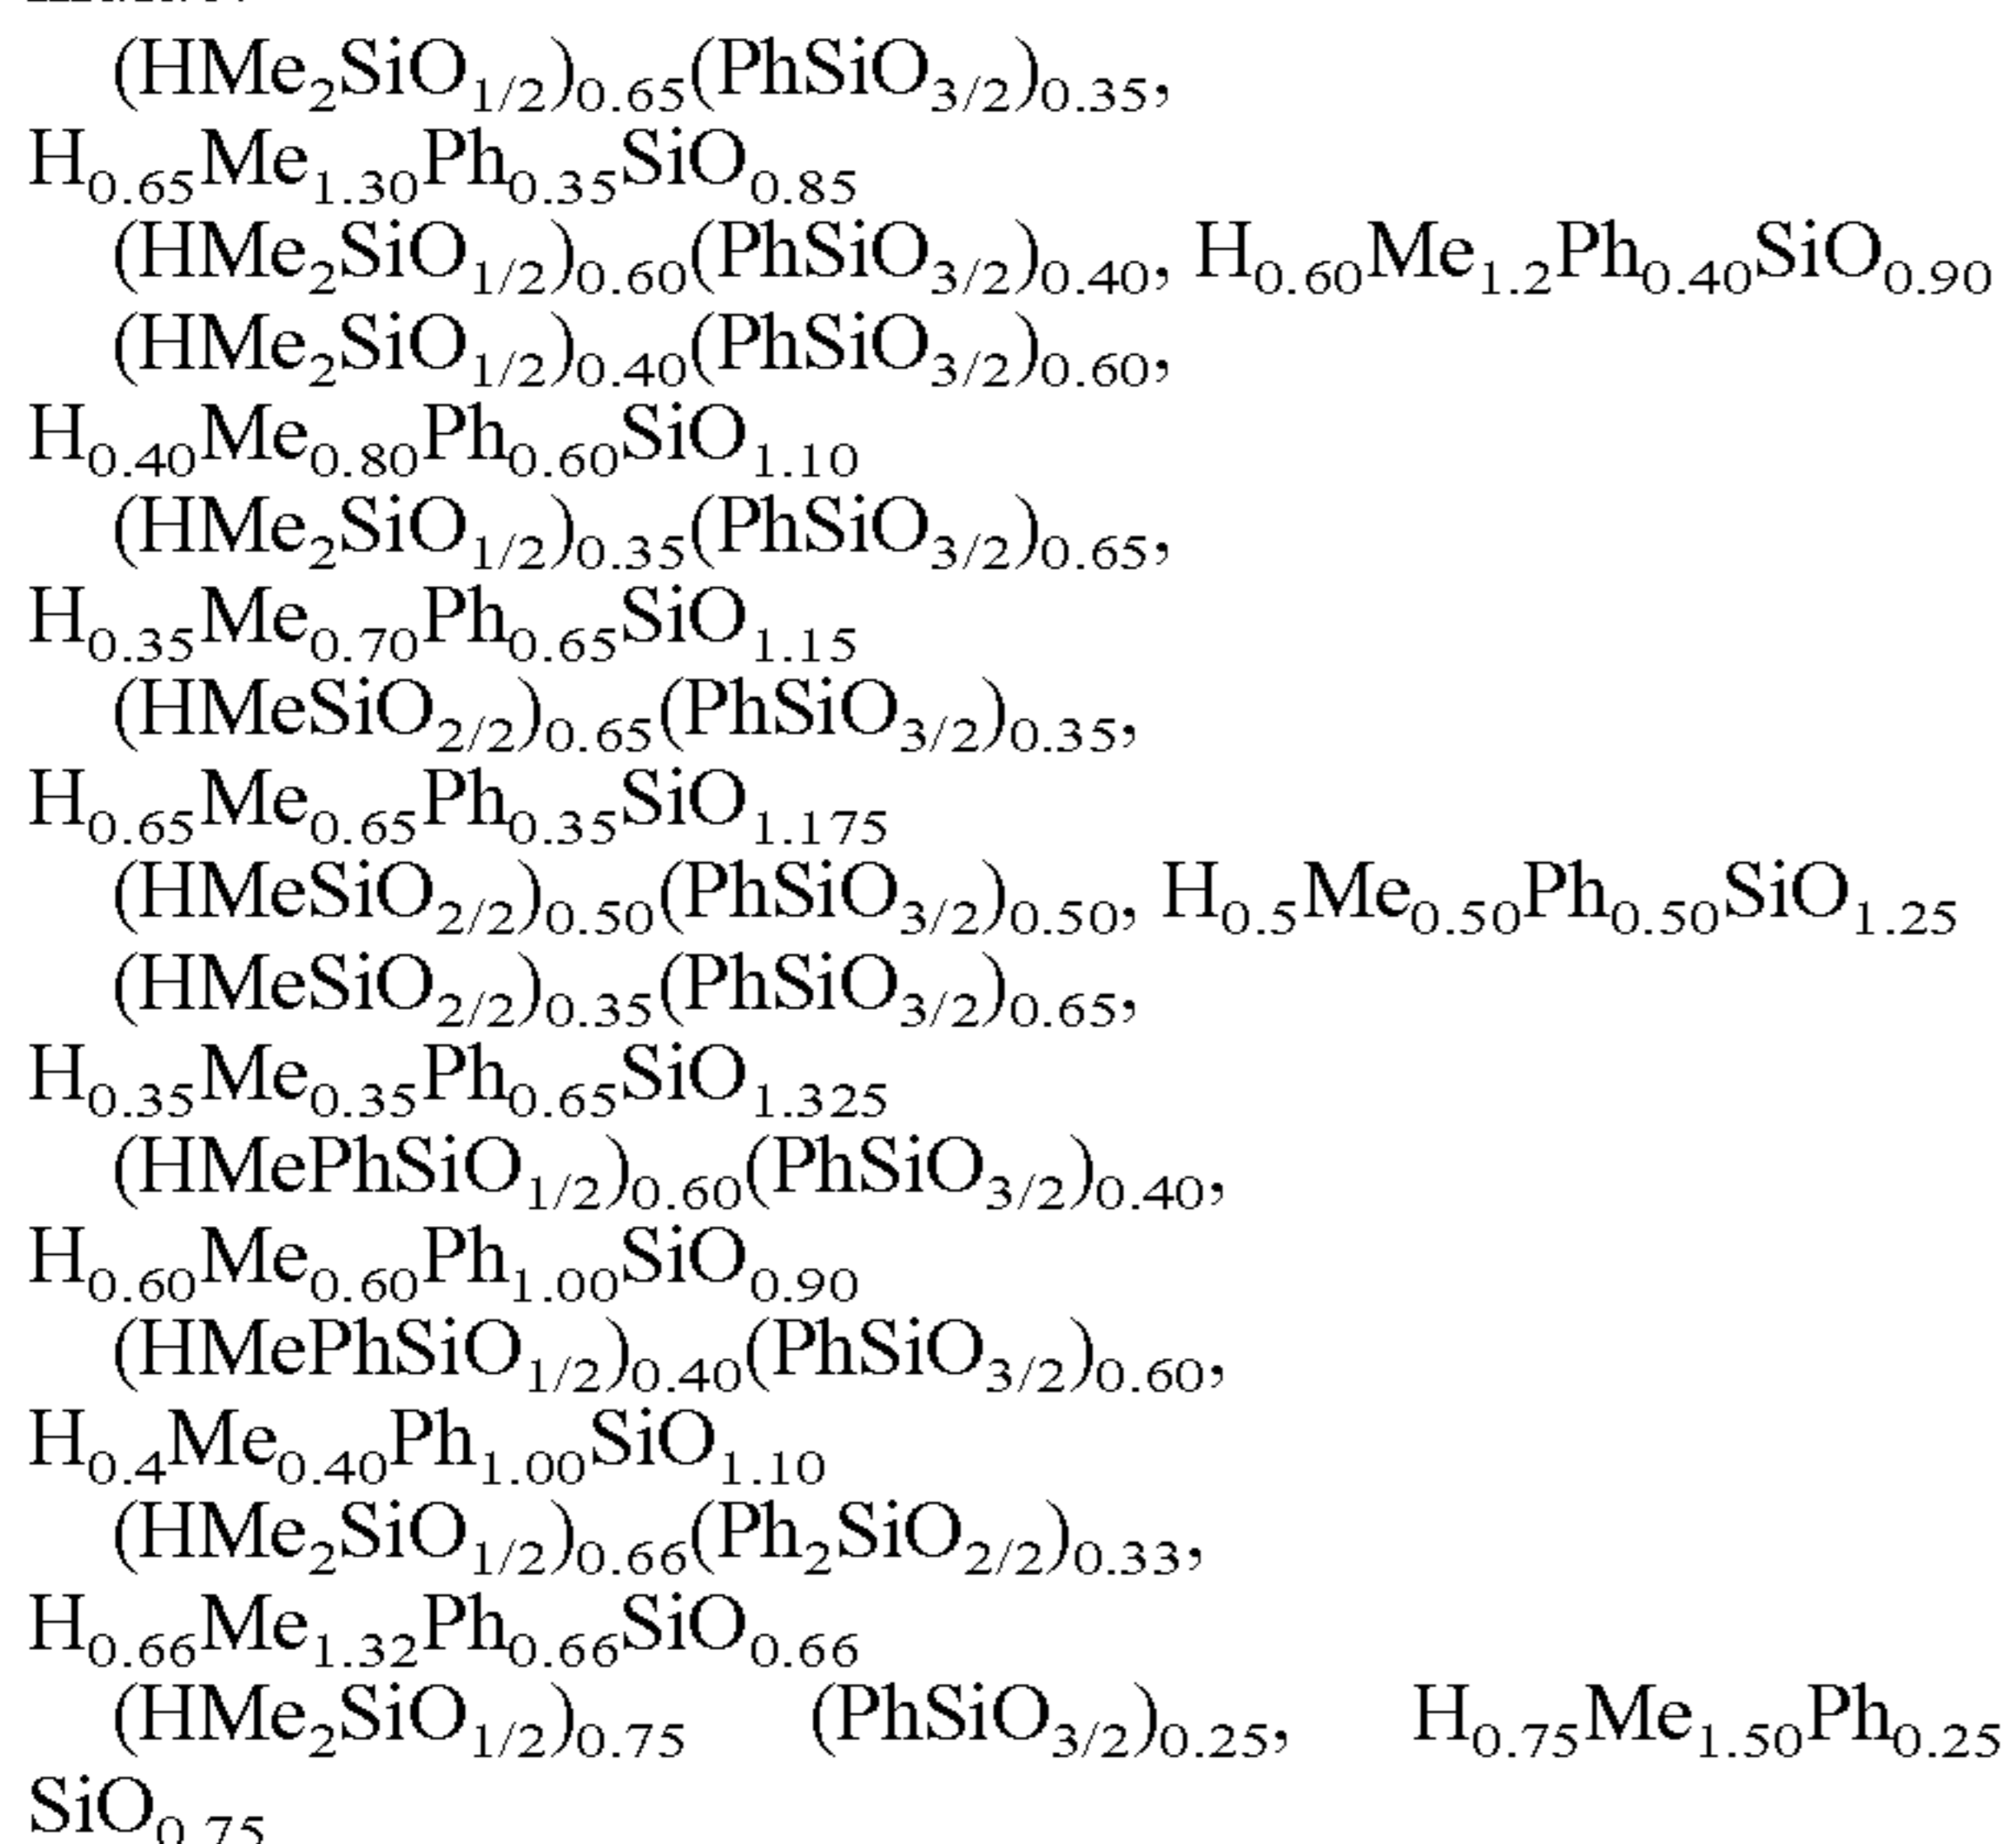 (HMe₂SiO₁/₂)₀.₆₅(PhSiO₃/₂)₀.₃₅,
H₀.₆₅Me₁.₃₀Ph₀.₃₅SiO₀.₈₅
(HMe₂SiO₁/₂)₀.₆₀(PhSiO₃/₂)₀.₄₀, H₀.₆₀Me₁.₂Ph₀.₄₀SiO₀.₉₀
(HMe₂SiO₁/₂)₀.₄₀(PhSiO₃/₂)₀.₆₀,
H₀.₄₀Me₀.₈₀Ph₀.₆₀SiO₁.₁₀
(HMe₂SiO₁/₂)₀.₃₅(PhSiO₃/₂)₀.₆₅,
H₀.₃₅Me₀.₇₀Ph₀.₆₅SiO₁.₁₅
(HMeSiO₂/₂)₀.₆₅(PhSiO₃/₂)₀.₃₅,
H₀.₆₅Me₀.₆₅Ph₀.₃₅SiO₁.₁₇₅
(HMeSiO₂/₂)₀.₅₀(PhSiO₃/₂)₀.₅₀, H₀.₅Me₀.₅₀Ph₀.₅₀SiO₁.₂₅
(HMeSiO₂/₂)₀.₃₅(PhSiO₃/₂)₀.₆₅,
H₀.₃₅Me₀.₃₅Ph₀.₆₅SiO₁.₃₂₅
(HMePhSiO₁/₂)₀.₆₀(PhSiO₃/₂)₀.₄₀,
H₀.₆₀Me₀.₆₀Ph₁.₀₀SiO₀.₉₀
(HMePhSiO₁/₂)₀.₄₀(PhSiO₃/₂)₀.₆₀,
H₀.₄Me₀.₄₀Ph₁.₀₀SiO₁.₁₀
(HMe₂SiO₁/₂)₀.₆₆(Ph₂SiO₂/₂)₀.₃₃,
H₀.₆₆Me₁.₃₂Ph₀.₆₆SiO₀.₆₆
(HMe₂SiO₁/₂)₀.₇₅ (PhSiO₃/₂)₀.₂₅, H₀.₇₅Me₁.₅₀Ph₀.₂₅
SiO₀.₇₅